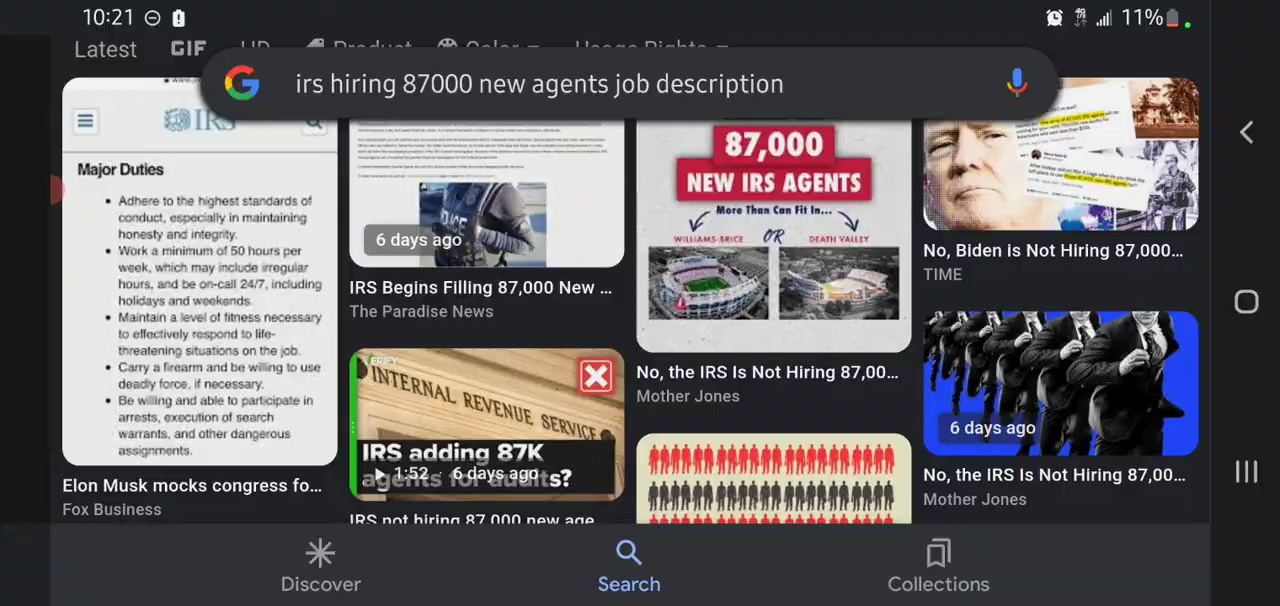 10:21
4G
11%
Latest
GIF
HD
Product
Color
Usage Rights
irs hiring 87000 new agents job description
IRS
Major Duties
• Adhere to the highest standards of
conduct, especially in maintaining
honesty and integrity.
• Work a minimum of 50 hours per
week, which may include irregular
hours, and be on-call 24/7, including
holidays and weekends.
• Maintain a level of fitness necessary
to effectively respond to life-
threatening situations on the job.
• Carry a firearm and be willing to use
deadly force, if necessary.
• Be willing and able to participate in
arrests, execution of search
warrants, and other dangerous
assignments.
Elon Musk mocks congress fo...
Fox Business
POLICE
6 days ago
IRS Begins Filling 87,000 New ...
The Paradise News
INTERNAL REVENUE SERVICE
IRS adding 87K
agents for audits?
1:52 · 6 days ago
IRS not hiring 87,000 new age
87,000
NEW IRS AGENTS
More Than Can Fit In...
WILLIAMS-BRICE OR DEATH VALLEY
No, the IRS Is Not Hiring 87,00...
Mother Jones
No, Biden is Not Hiring 87,000...
TIME
6 days ago
No, the IRS Is Not Hiring 87,00...
Mother Jones
Discover
Search
Collections